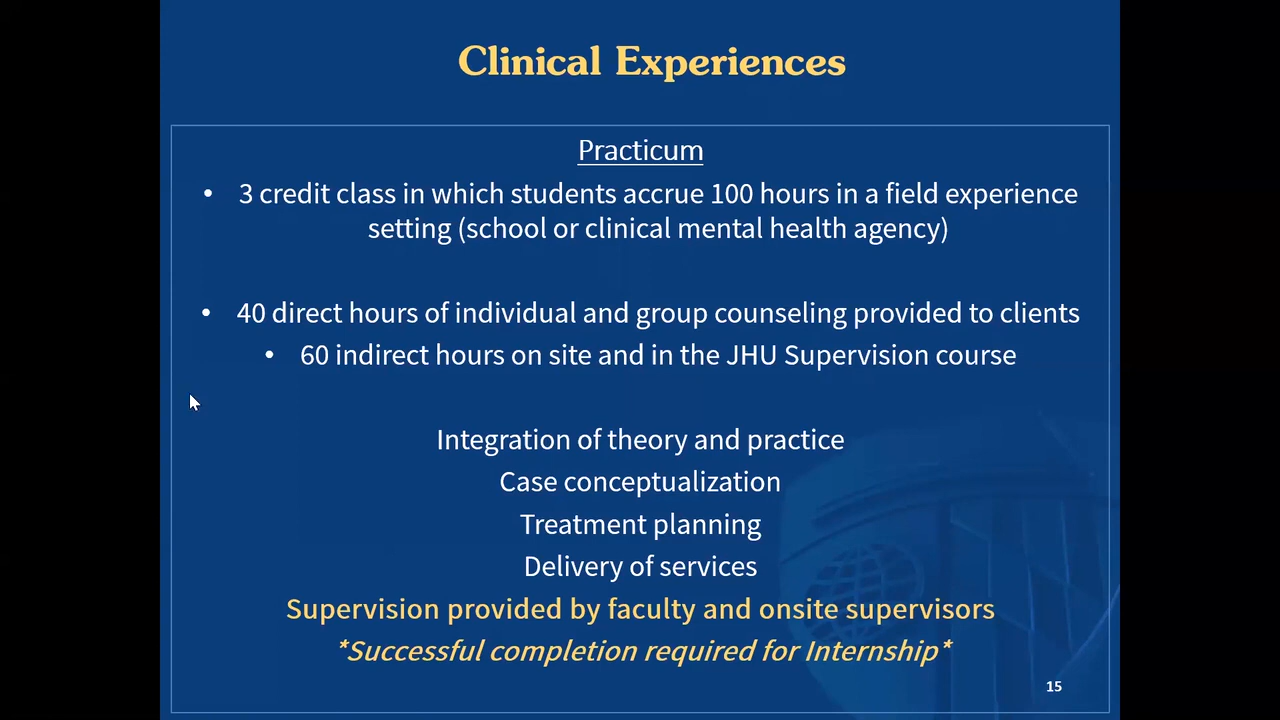 Clinical Experiences
Practicum
• 3 credit class in which students accrue 100 hours in a field experience
setting (school or clinical mental health agency)
• 40 direct hours of individual and group counseling provided to clients
• 60 indirect hours on site and in the JHU Supervision course
Integration of theory and practice
Case conceptualization
Treatment planning
Delivery of services
Supervision provided by faculty and onsite supervisors
*Successful completion required for Internship*
15